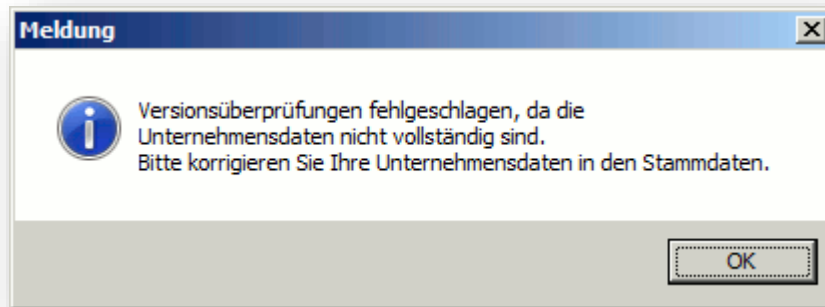 Meldung
Versionsüberprüfungen fehlgeschlagen, da die
Unternehmensdaten nicht vollständig sind.
Bitte korrigieren Sie Ihre Unternehmensdaten in den Stammdaten.
OK